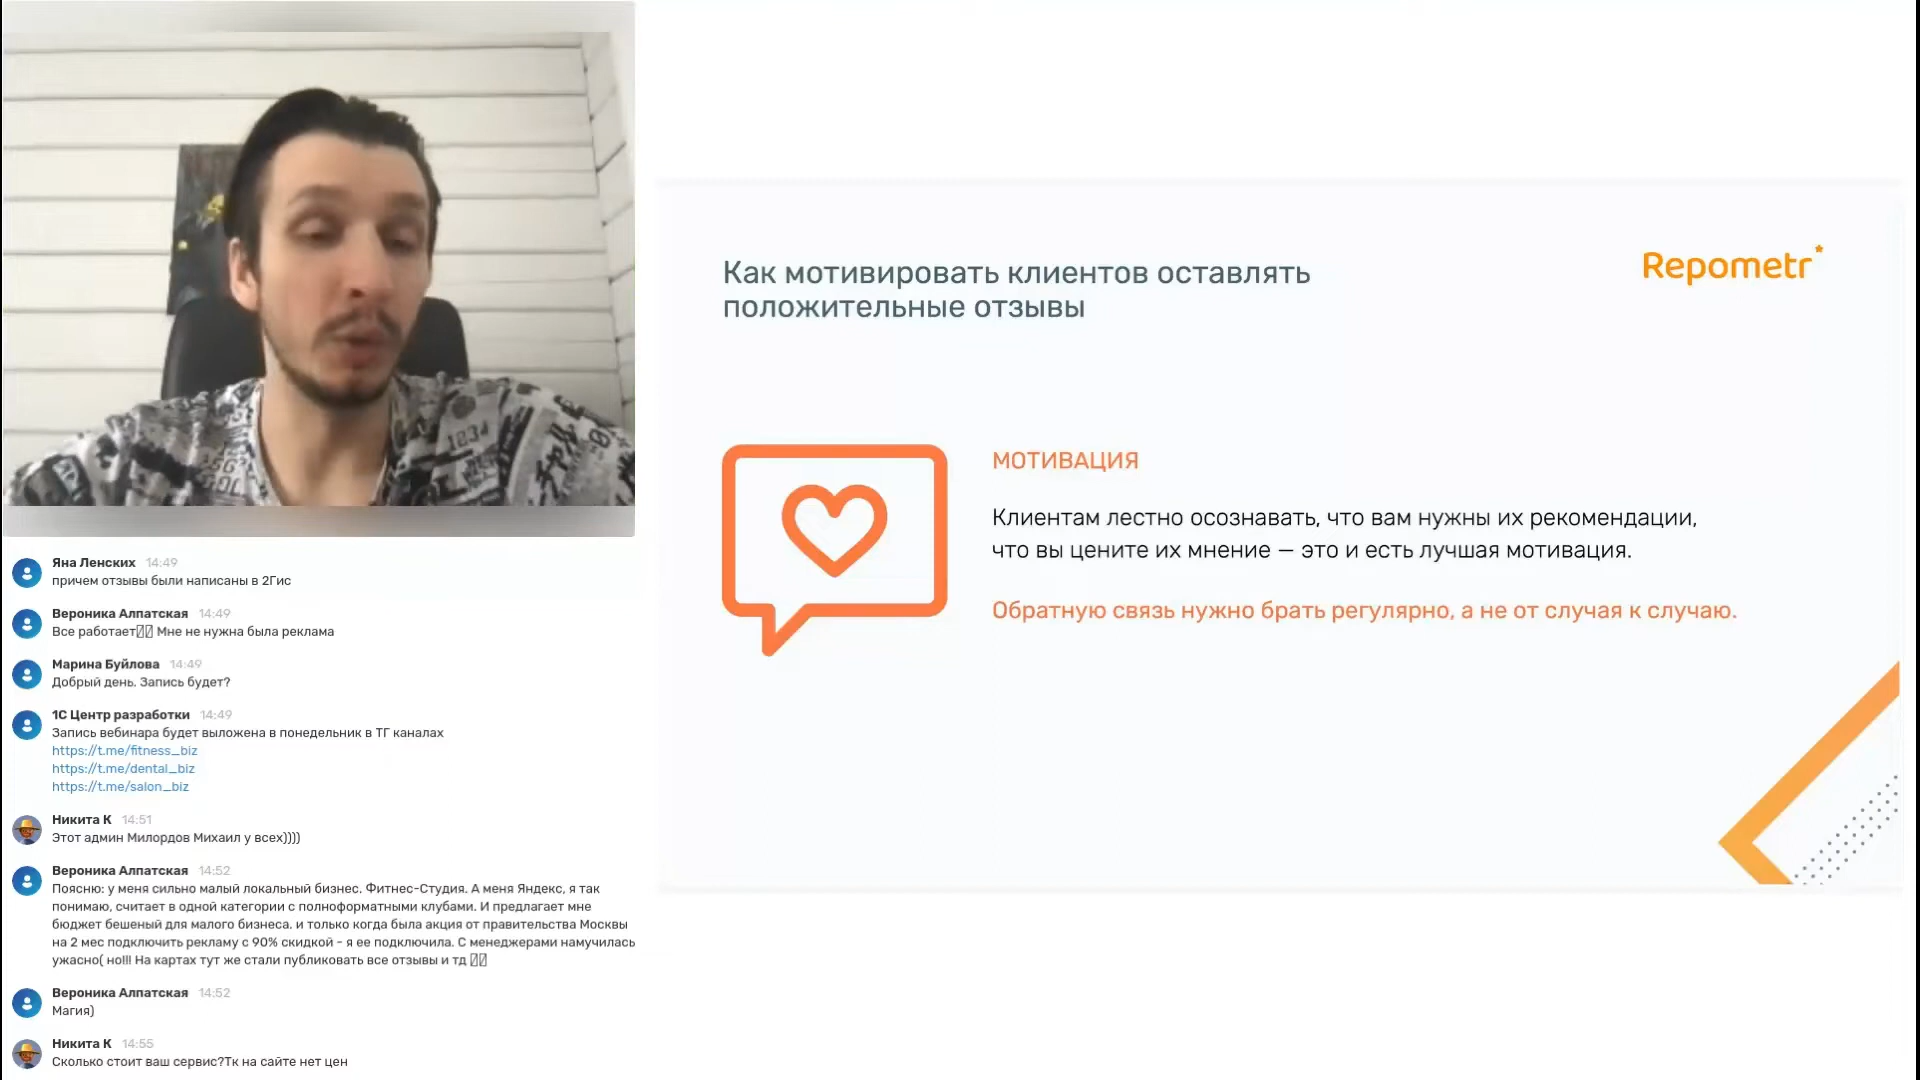 Яна Ленских 14:49
причем отзывы были написаны в 2Гис
Вероника Алпатская 14:49
Все работает Мне не нужна была реклама
Марина Буйлова 14:49
Добрый день. Запись будет?
1С Центр разработки 14:49
Запись вебинара будет выложена в понедельник в ТГ каналах
https://t.me/fitness_biz
https://t.me/dental_biz
https://t.me/salon_biz
Никита К 14:51
Этот админ Милордов Михаил у всех))))
Вероника Алпатская 14:52
Поясню: у меня сильно малый локальный бизнес. Фитнес-Студия. А меня Яндекс, я так
понимаю, считает в одной категории с полноформатными клубами. И предлагает мне
бюджет бешеный для малого бизнеса. и только когда была акция от правительства Москвы
на 2 мес подключить рекламу с 90% скидкой - я ее подключила. С менеджерами намучилась
ужасно( но!!! На картах тут же стали публиковать все отзывы и тд
Вероника Алпатская 14:52
Магия)
Никита К 14:55
Сколько стоит ваш сервис?Тк на сайте нет цен
Как мотивировать клиентов оставлять
положительные отзывы
Repometr
МОТИВАЦИЯ
Клиентам лестно осознавать, что вам нужны их рекомендации,
что вы цените их мнение — это и есть лучшая мотивация.
Обратную связь нужно брать регулярно, а не от случая к случаю.